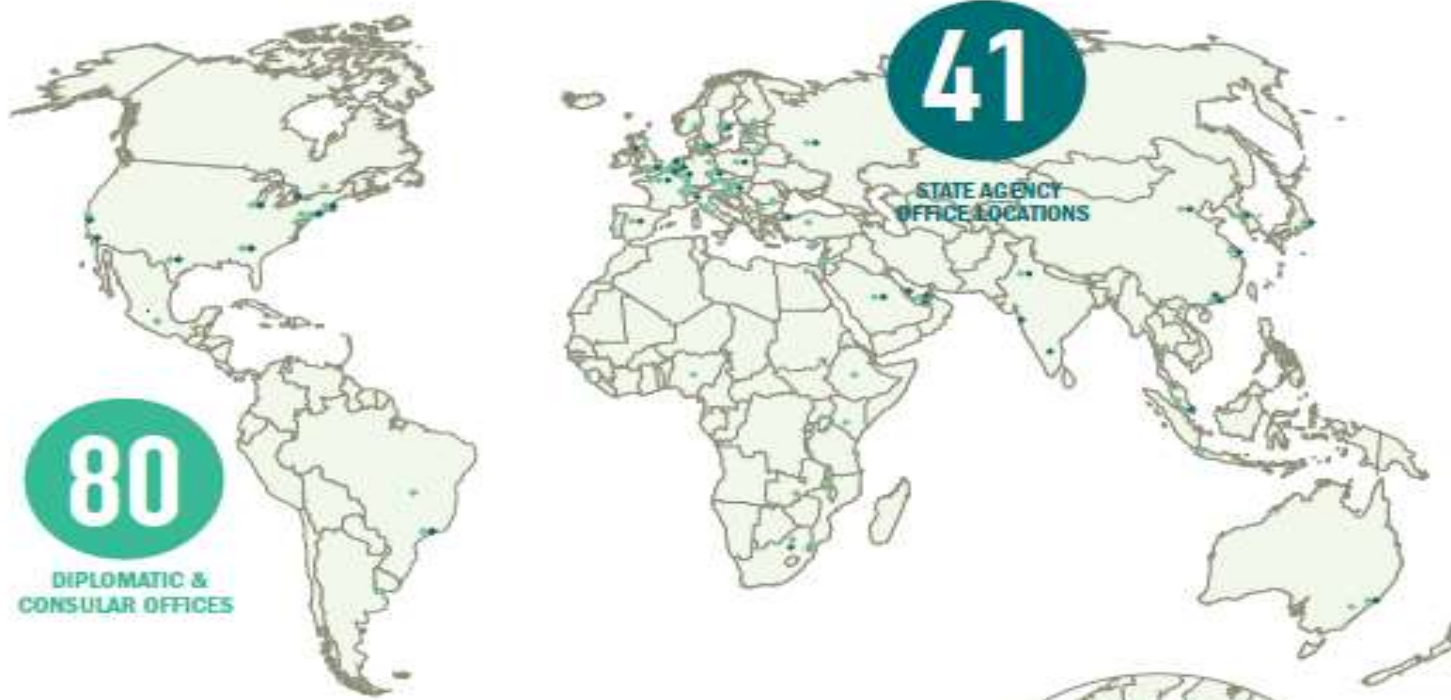 41
STATE AGENCY
OFFICE LOCATIONS
80
DIPLOMATIC &
CONSULAR OFFICES